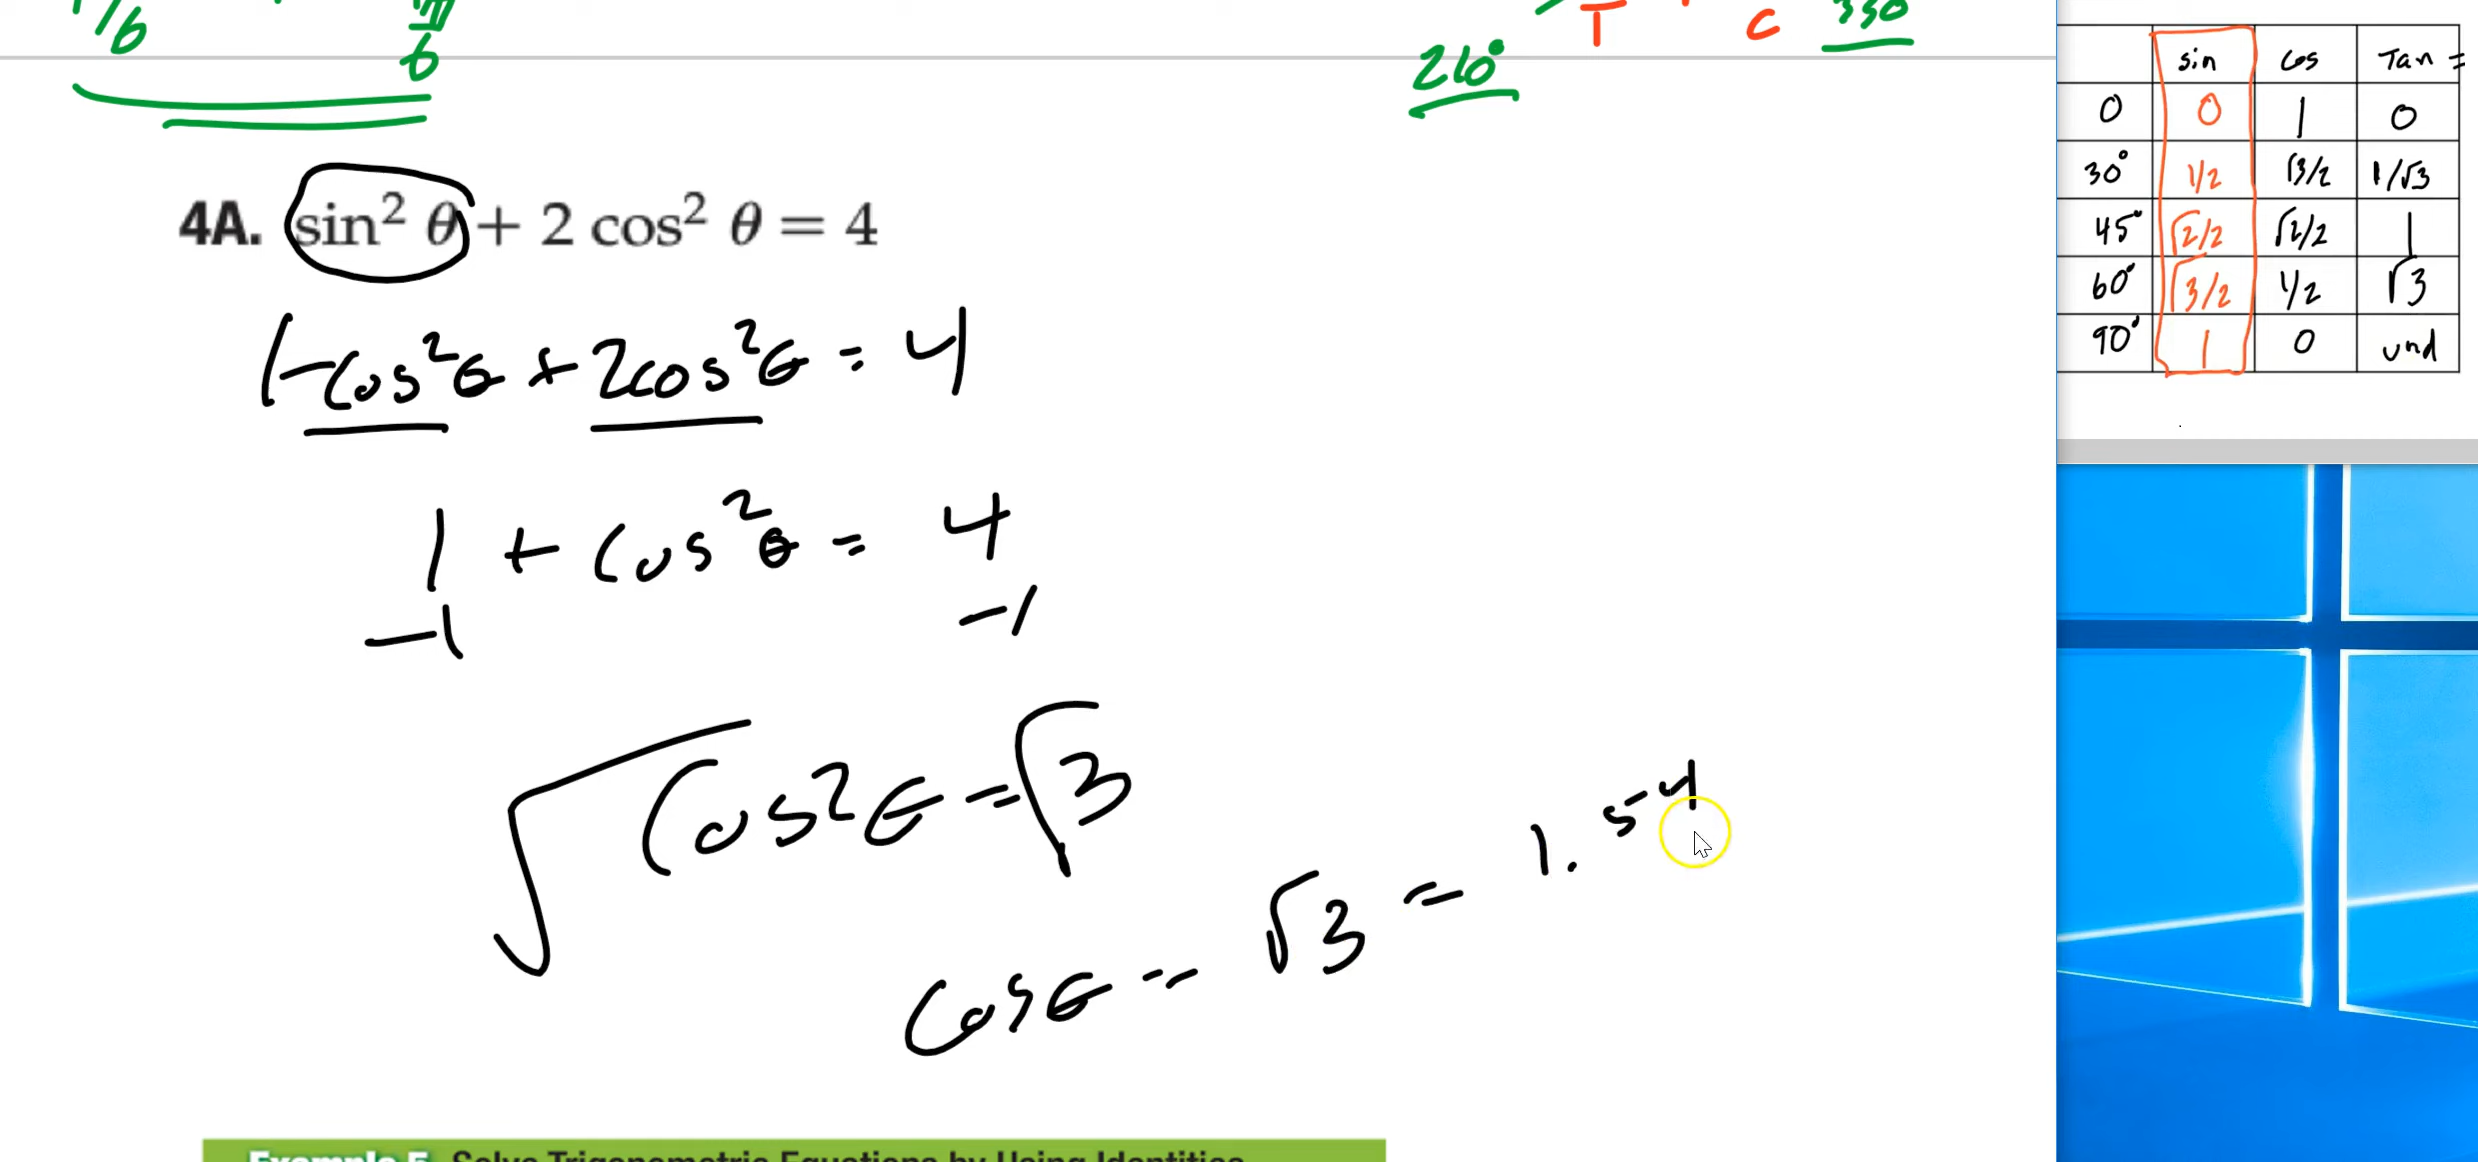 π/6
6
210°
T
C
330
4A. sin² θ + 2 cos² θ = 4
1-cos²θ + 2cos²θ = 4
1 + cos²θ = 4
-1 -1
√cos²θ = √3
cosθ = √3 = 1.54
sin cos Tan =
0 0 1 0
30° 1/2 √3/2 1/√3
45° √2/2 √2/2 1
60° √3/2 1/2 √3
90° 1 0 und
Example 5 Solve Trigonometric Equations by Using Identities